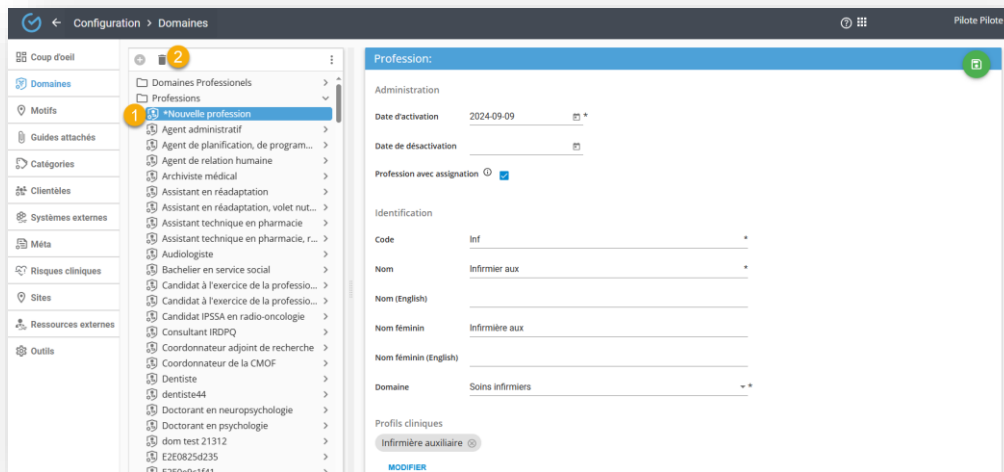 Configuration > Domaines
Pilote Pilote
Coup d'oeil
Domaines
Motifs
Guides attachés
Catégories
Clientèles
Systèmes externes
Méta
Risques cliniques
Sites
Ressources externes
Outils
2
Domaines Professionels
Professions
1
*Nouvelle profession
Agent administratif
Agent de planification, de program...
Agent de relation humaine
Archiviste médical
Assistant en réadaptation
Assistant en réadaptation, volet nut...
Assistant technique en pharmacie
Assistant technique en pharmacie, r...
Audiologiste
Bachelier en service social
Candidat à l'exercice de la professio...
Candidat à l'exercice de la professio...
Candidat IPSSA en radio-oncologie
Consultant IRDPQ
Coordonnateur adjoint de recherche
Coordonnateur de la CMOF
Dentiste
dentiste44
Doctorant en neuropsychologie
Doctorant en psychologie
dom test 21312
E2E0825d235
Profession:
Administration
Date d'activation 2024-09-09 *
Date de désactivation
Profession avec assignation
Identification
Code Inf *
Nom Infirmier aux *
Nom (English)
Nom féminin Infirmière aux
Nom féminin (English)
Domaine Soins infirmiers *
Profils cliniques
Infirmière auxiliaire
MODIFIER